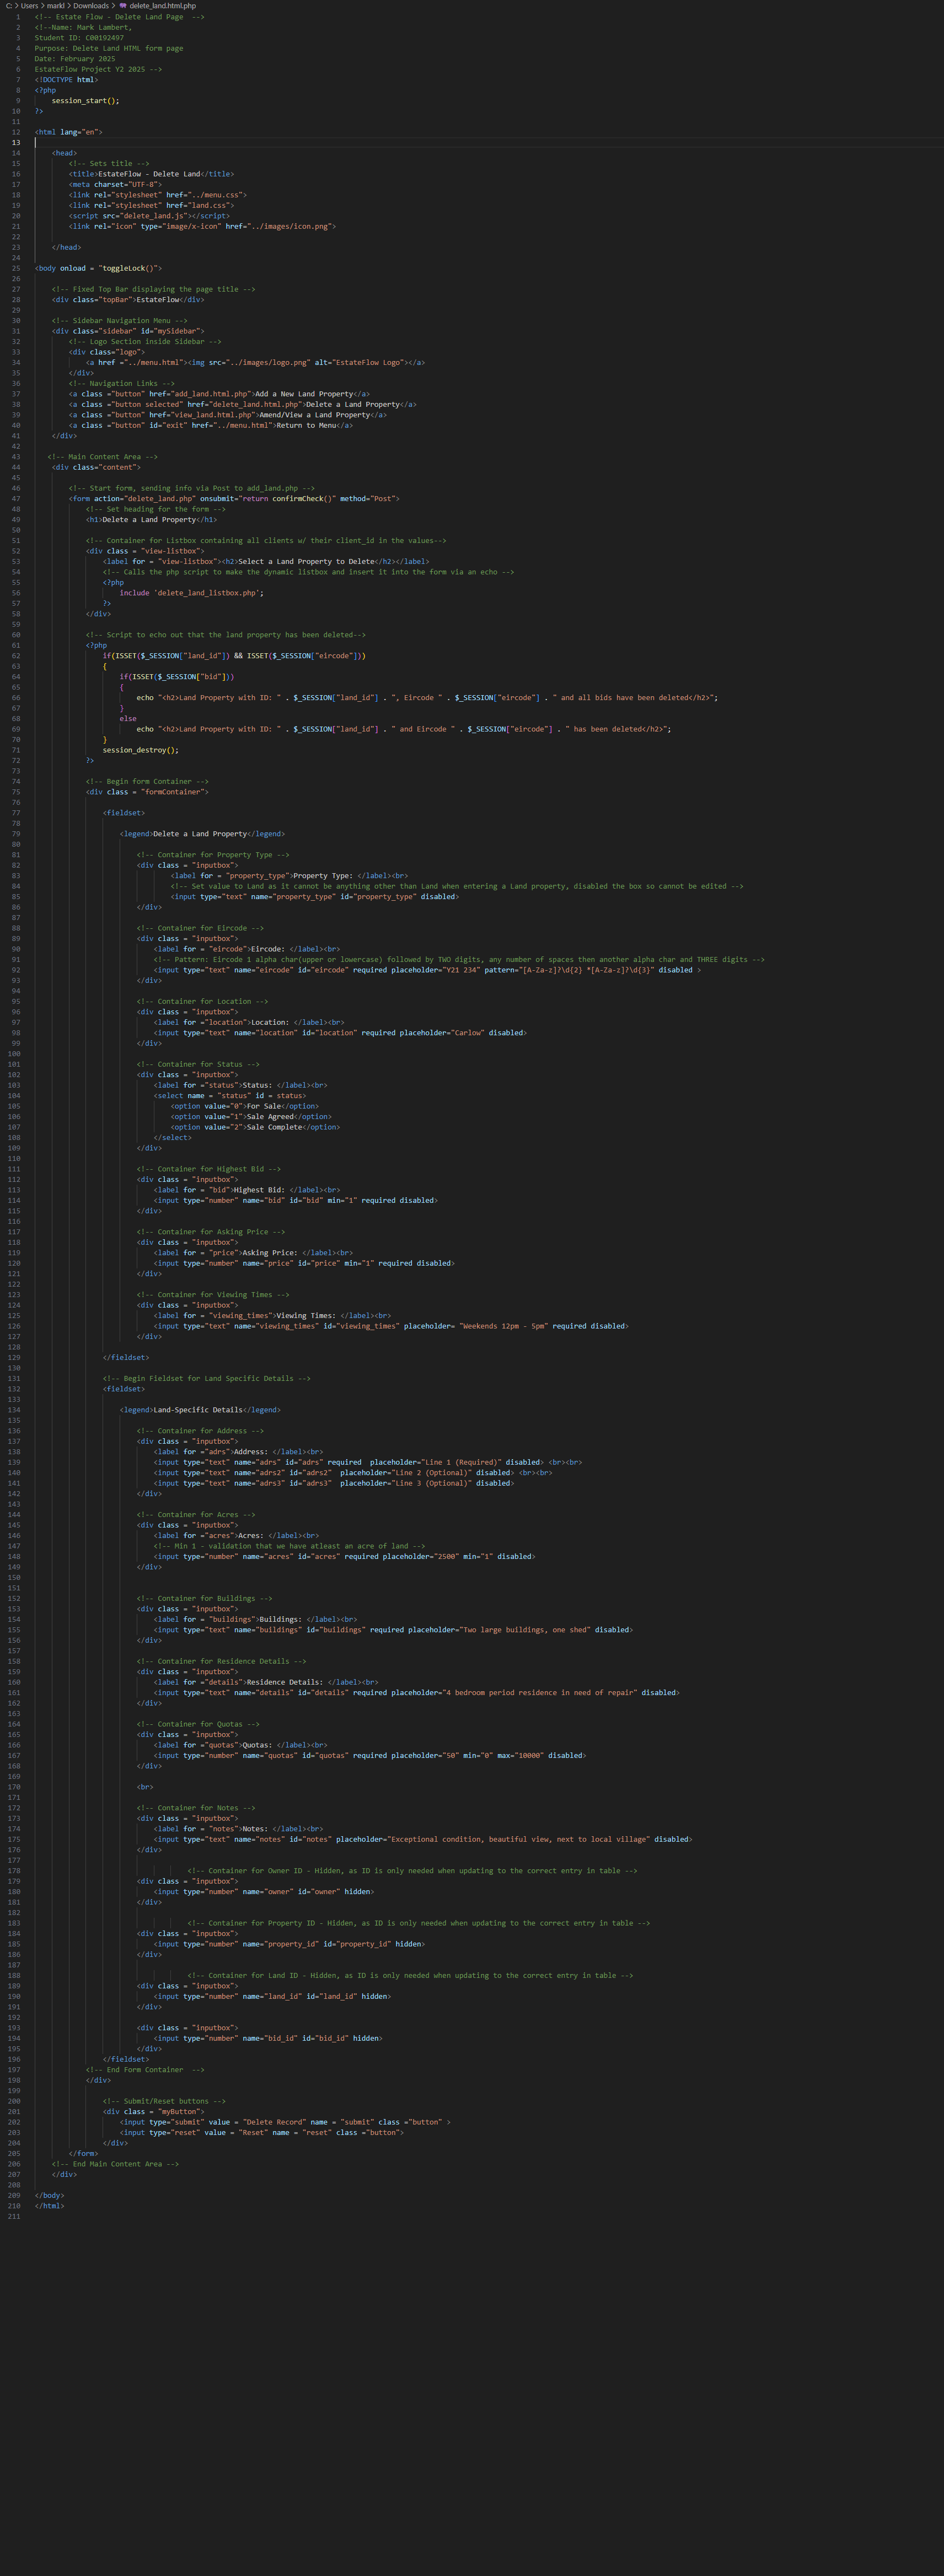 C: > Users > markl > Downloads > delete_land.html.php
1 <!-- Estate Flow - Delete Land Page  -->
2 <!--Name: Mark Lambert,
3 Student ID: C00192497
4 Purpose: Delete Land HTML form page
5 Date: February 2025
6 EstateFlow Project Y2 2025 -->
7 <!DOCTYPE html>
8 <?php
9     session_start();
10 ?>
11
12 <html lang="en">
13
14     <head>
15         <!-- Sets title -->
16         <title>EstateFlow - Delete Land</title>
17         <meta charset="UTF-8">
18         <link rel="stylesheet" href="../menu.css">
19         <link rel="stylesheet" href="land.css">
20         <script src="delete_land.js"></script>
21         <link rel="icon" type="image/x-icon" href="../images/icon.png">
22
23     </head>
24
25 <body onload = "toggleLock()">
26
27     <!-- Fixed Top Bar displaying the page title -->
28     <div class="topBar">EstateFlow</div>
29
30     <!-- Sidebar Navigation Menu -->
31     <div class="sidebar" id="mySidebar">
32         <!-- Logo Section inside Sidebar -->
33         <div class="logo">
34             <a href ="../menu.html"><img src="../images/logo.png" alt="EstateFlow Logo"></a>
35         </div>
36         <!-- Navigation Links -->
37         <a class ="button" href="add_land.html.php">Add a New Land Property</a>
38         <a class ="button selected" href="delete_land.html.php">Delete a Land Property</a>
39         <a class ="button" href="view_land.html.php">Amend/View a Land Property</a>
40         <a class ="button" id="exit" href="../menu.html">Return to Menu</a>
41     </div>
42
43    <!-- Main Content Area -->
44     <div class="content">
45
46         <!-- Start form, sending info via Post to add_land.php -->
47         <form action="delete_land.php" onsubmit="return confirmCheck()" method="Post">
48             <!-- Set heading for the form -->
49             <h1>Delete a Land Property</h1>
50
51             <!-- Container for Listbox containing all clients w/ their client_id in the values-->
52             <div class = "view-listbox">
53                 <label for = "view-listbox"><h2>Select a Land Property to Delete</h2></label>
54                 <!-- Calls the php script to make the dynamic listbox and insert it into the form via an echo -->
55                 <?php
56                     include 'delete_land_listbox.php';
57                 ?>
58             </div>
59
60             <!-- Script to echo out that the land property has been deleted-->
61             <?php
62                 if(ISSET($_SESSION["land_id"]) && ISSET($_SESSION["eircode"]))
63                 {
64                     if(ISSET($_SESSION["bid"]))
65                     {
66                         echo "<h2>Land Property with ID: " . $_SESSION["land_id"] . ", Eircode " . $_SESSION["eircode"] . " and all bids have been deleted</h2>";
67                     }
68                     else
69                         echo "<h2>Land Property with ID: " . $_SESSION["land_id"] . " and Eircode " . $_SESSION["eircode"] . " has been deleted</h2>";
70                 }
71                 session_destroy();
72             ?>
73
74             <!-- Begin form Container -->
75             <div class = "formContainer">
76
77                 <fieldset>
78
79                     <legend>Delete a Land Property</legend>
80
81                         <!-- Container for Property Type -->
82                         <div class = "inputbox">
83                                 <label for = "property_type">Property Type: </label><br>
84                                 <!-- Set value to Land as it cannot be anything other than Land when entering a Land property, disabled the box so cannot be edited -->
85                                 <input type="text" name="property_type" id="property_type" disabled>
86                         </div>
87
88                         <!-- Container for Eircode -->
89                         <div class = "inputbox">
90                             <label for = "eircode">Eircode: </label><br>
91                             <!-- Pattern: Eircode 1 alpha char(upper or lowercase) followed by TWO digits, any number of spaces then another alpha char and THREE digits -->
92                             <input type="text" name="eircode" id="eircode" required placeholder="Y21 234" pattern="[A-Za-z]?\d{2} *[A-Za-z]?\d{3}" disabled >
93                         </div>
94
95                         <!-- Container for Location -->
96                         <div class = "inputbox">
97                             <label for ="location">Location: </label><br>
98                             <input type="text" name="location" id="location" required placeholder="Carlow" disabled>
99                         </div>
100
101                         <!-- Container for Status -->
102                         <div class = "inputbox">
103                             <label for ="status">Status: </label><br>
104                             <select name = "status" id = status>
105                                 <option value="0">For Sale</option>
106                                 <option value="1">Sale Agreed</option>
107                                 <option value="2">Sale Complete</option>
108                             </select>
109                         </div>
110
111                         <!-- Container for Highest Bid -->
112                         <div class = "inputbox">
113                             <label for = "bid">Highest Bid: </label><br>
114                             <input type="number" name="bid" id="bid" min="1" required disabled>
115                         </div>
116
117                         <!-- Container for Asking Price -->
118                         <div class = "inputbox">
119                             <label for = "price">Asking Price: </label><br>
120                             <input type="number" name="price" id="price" min="1" required disabled>
121                         </div>
122
123                         <!-- Container for Viewing Times -->
124                         <div class = "inputbox">
125                             <label for = "viewing_times">Viewing Times: </label><br>
126                             <input type="text" name="viewing_times" id="viewing_times" placeholder= "Weekends 12pm - 5pm" required disabled>
127                         </div>
128
129                 </fieldset>
130
131                 <!-- Begin Fieldset for Land Specific Details -->
132                 <fieldset>
133
134                     <legend>Land-Specific Details</legend>
135
136                         <!-- Container for Address -->
137                         <div class = "inputbox">
138                             <label for ="adrs">Address: </label><br>
139                             <input type="text" name="adrs" id="adrs" required  placeholder="Line 1 (Required)" disabled> <br><br>
140                             <input type="text" name="adrs2" id="adrs2"  placeholder="Line 2 (Optional)" disabled> <br><br>
141                             <input type="text" name="adrs3" id="adrs3"  placeholder="Line 3 (Optional)" disabled>
142                         </div>
143
144                         <!-- Container for Acres -->
145                         <div class = "inputbox">
146                             <label for ="acres">Acres: </label><br>
147                             <!-- Min 1 - validation that we have atleast an acre of land -->
148                             <input type="number" name="acres" id="acres" required placeholder="2500" min="1" disabled>
149                         </div>
150
151
152                         <!-- Container for Buildings -->
153                         <div class = "inputbox">
154                             <label for = "buildings">Buildings: </label><br>
155                             <input type="text" name="buildings" id="buildings" required placeholder="Two large buildings, one shed" disabled>
156                         </div>
157
158                         <!-- Container for Residence Details -->
159                         <div class = "inputbox">
160                             <label for ="details">Residence Details: </label><br>
161                             <input type="text" name="details" id="details" required placeholder="4 bedroom period residence in need of repair" disabled>
162                         </div>
163
164                         <!-- Container for Quotas -->
165                         <div class = "inputbox">
166                             <label for ="quotas">Quotas: </label><br>
167                             <input type="number" name="quotas" id="quotas" required placeholder="50" min="0" max="10000" disabled>
168                         </div>
169
170                         <br>
171
172                         <!-- Container for Notes -->
173                         <div class = "inputbox">
174                             <label for = "notes">Notes: </label><br>
175                             <input type="text" name="notes" id="notes" placeholder="Exceptional condition, beautiful view, next to local village" disabled>
176                         </div>
177
178                                     <!-- Container for Owner ID - Hidden, as ID is only needed when updating to the correct entry in table -->
179                         <div class = "inputbox">
180                             <input type="number" name="owner" id="owner" hidden>
181                         </div>
182
183                                     <!-- Container for Property ID - Hidden, as ID is only needed when updating to the correct entry in table -->
184                         <div class = "inputbox">
185                             <input type="number" name="property_id" id="property_id" hidden>
186                         </div>
187
188                                     <!-- Container for Land ID - Hidden, as ID is only needed when updating to the correct entry in table -->
189                         <div class = "inputbox">
190                             <input type="number" name="land_id" id="land_id" hidden>
191                         </div>
192
193                         <div class = "inputbox">
194                             <input type="number" name="bid_id" id="bid_id" hidden>
195                         </div>
196                 </fieldset>
197             <!-- End Form Container  -->
198             </div>
199
200                 <!-- Submit/Reset buttons -->
201                 <div class = "myButton">
202                     <input type="submit" value = "Delete Record" name = "submit" class ="button" >
203                     <input type="reset" value = "Reset" name = "reset" class ="button">
204                 </div>
205         </form>
206     <!-- End Main Content Area -->
207     </div>
208
209 </body>
210 </html>
211